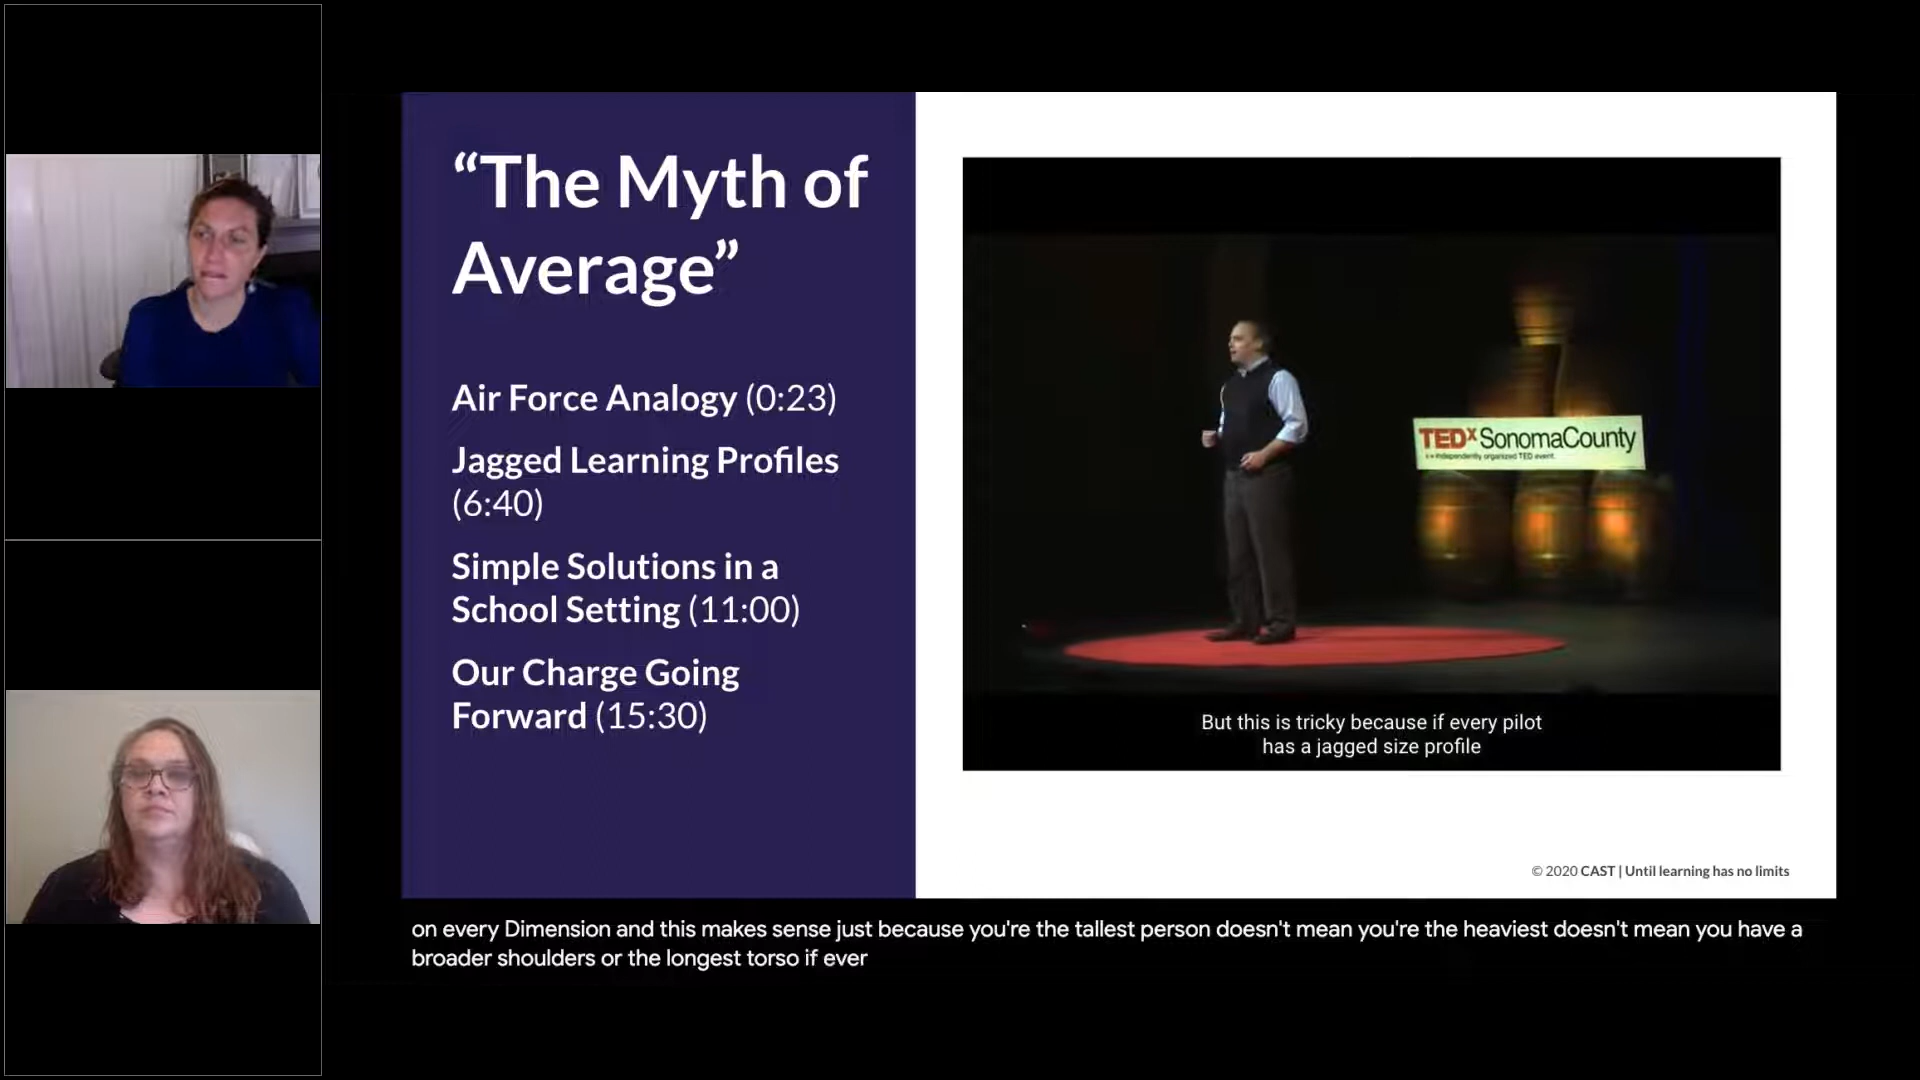 “The Myth of
Average”
Air Force Analogy (0:23)
Jagged Learning Profiles
(6:40)
Simple Solutions in a
School Setting (11:00)
Our Charge Going
Forward (15:30)
TEDx SonomaCounty
x = independently organized TED event
But this is tricky because if every pilot
has a jagged size profile
© 2020 CAST | Until learning has no limits
on every Dimension and this makes sense just because you're the tallest person doesn't mean you're the heaviest doesn't mean you have a
broader shoulders or the longest torso if ever